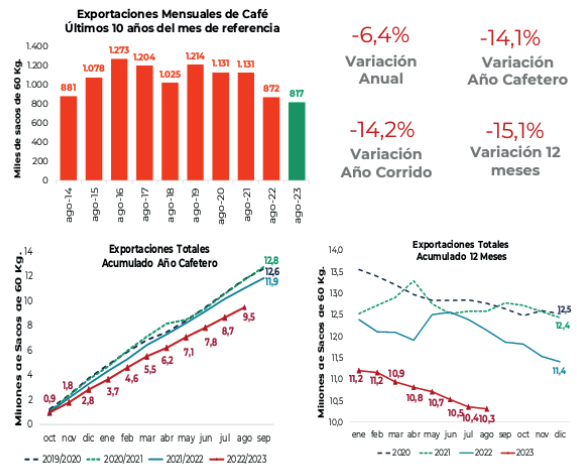 Exportaciones Mensuales de Café
Últimos 10 años del mes de referencia
Miles de sacos de 60 Kg.
1.400
1.200
1.000
800
600
400
200
0
881
1.078
1.273
1.204
1.025
1.214
1.131
1.131
872
817
ago-14
ago-15
ago-16
ago-17
ago-18
ago-19
ago-20
ago-21
ago-22
ago-23
-6,4%
Variación
Anual
-14,1%
Variación
Año Cafetero
-14,2%
Variación
Año Corrido
-15,1%
Variación 12
meses
Exportaciones Totales
Acumulado Año Cafetero
Millones de Sacos de 60 Kg.
14
12
10
8
6
4
2
0
0,9
1,8
2,8
3,7
4,6
5,5
6,2
7,1
7,8
8,7
9,5
12,8
12,6
11,9
oct
nov
dic
ene
feb
mar
abr
may
jun
jul
ago
sep
2019/2020
2020/2021
2021/2022
2022/2023
Exportaciones Totales
Acumulado 12 Meses
Millones de Sacos de 60 Kg.
14,0
13,5
13,0
12,5
12,0
11,5
11,0
10,5
10,0
11,2
11,2
10,9
10,8
10,7
10,5
10,4
10,3
12,5
12,4
11,4
ene
feb
mar
abr
may
jun
jul
ago
sep
oct
nov
dic
2020
2021
2022
2023